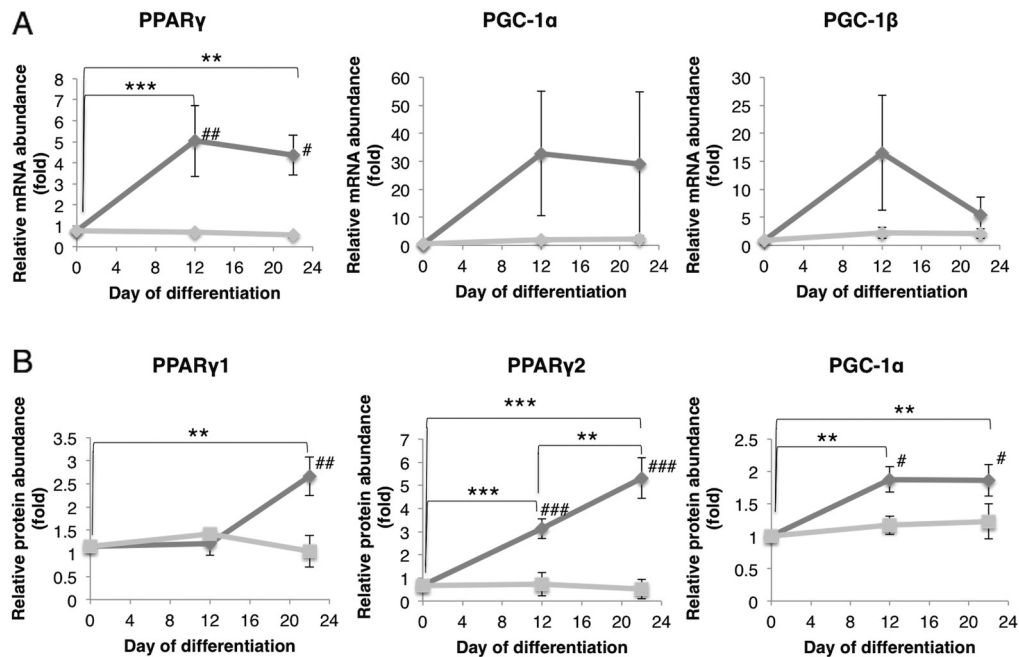 A
PPARγ
PGC-1α
PGC-1β
Relative mRNA abundance
(fold)
8
7
6
5
4
3
2
1
0
**
***
##
#
0 4 8 12 16 20 24
Day of differentiation
Relative mRNA abundance
(fold)
60
50
40
30
20
10
0
0 4 8 12 16 20 24
Day of differentiation
Relative mRNA abundance
(fold)
30
25
20
15
10
5
0
0 4 8 12 16 20 24
Day of differentiation
B
PPARγ1
PPARγ2
PGC-1α
Relative protein abundance
(fold)
3.5
3
2.5
2
1.5
1
0.5
0
**
##
0 4 8 12 16 20 24
Day of differentiation
Relative protein abundance
(fold)
7
6
5
4
3
2
1
0
***
**
***
###
###
0 4 8 12 16 20 24
Day of differentiation
Relative protein abundance
(fold)
2.5
2
1.5
1
0.5
0
**
**
#
#
0 4 8 12 16 20 24
Day of differentiation